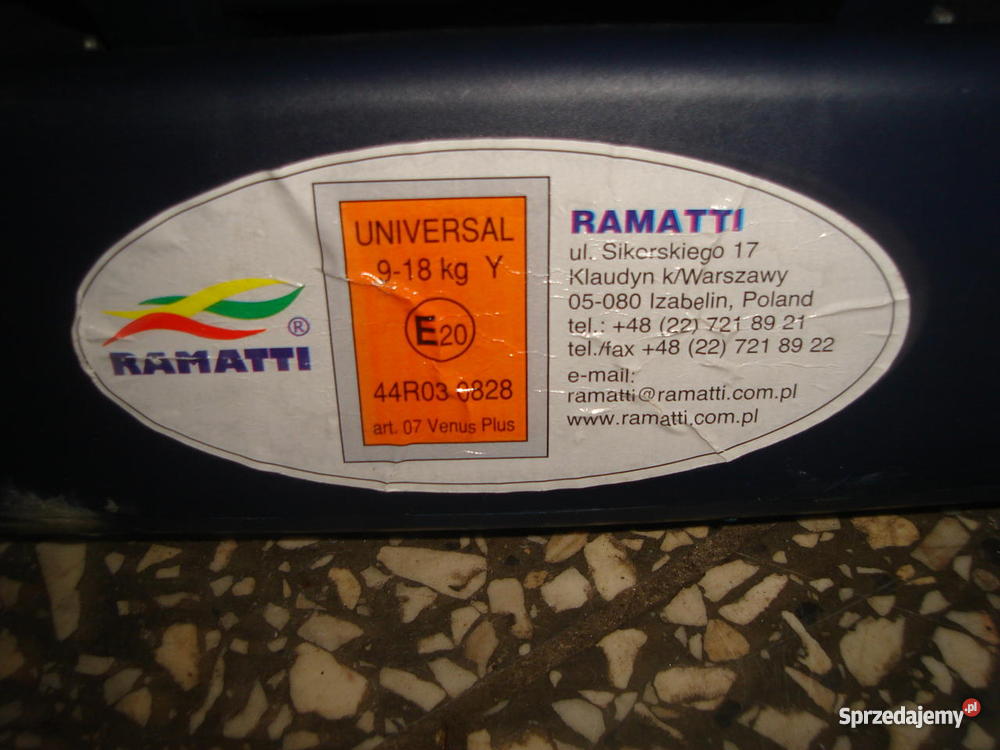 RAMATTI
®
UNIVERSAL
9-18 kg Y
E20
44R03 0828
art. 07 Venus Plus
RAMATTI
ul. Sikorskiego 17
Klaudyn k/Warszawy
05-080 Izabelin, Poland
tel.: +48 (22) 721 89 21
tel./fax +48 (22) 721 89 22
e-mail:
ramatti@ramatti.com.pl
www.ramatti.com.pl
Sprzedajemy.pl